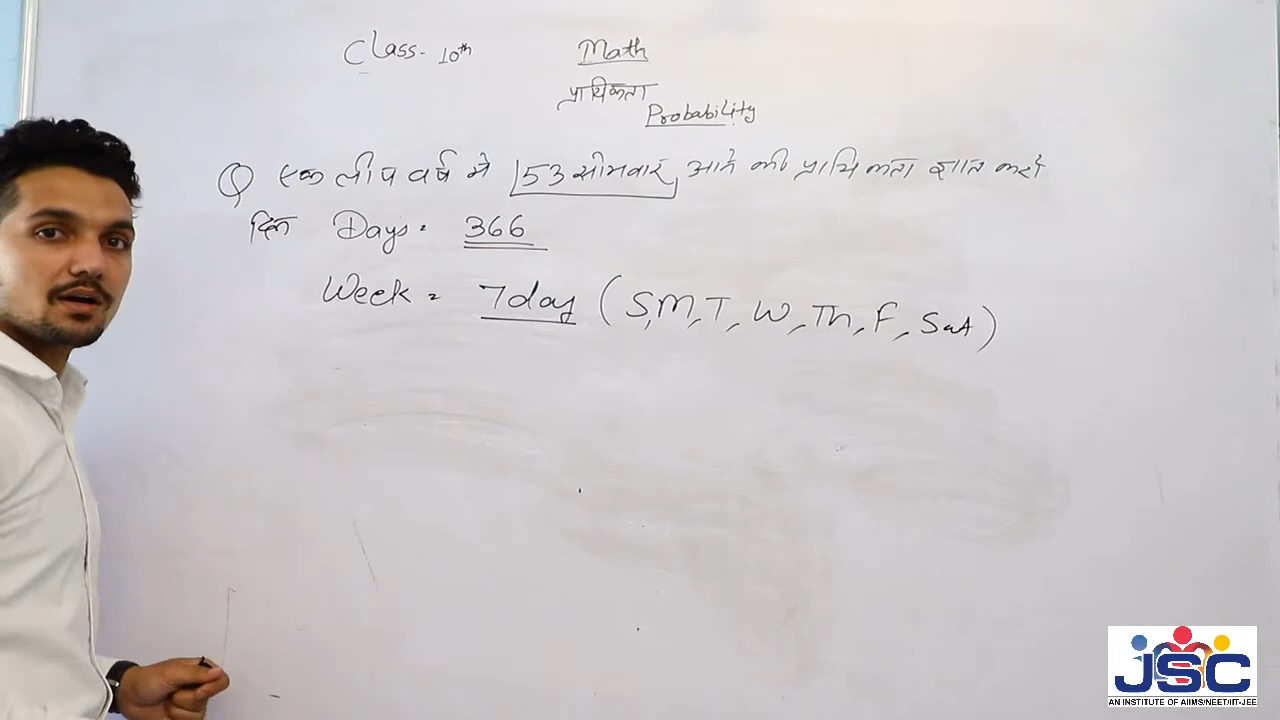 Class- 10th Math
प्रायिकता
Probability
Q एक लीप वर्ष मे 53 सोमवार आने की प्रायिकता ज्ञात करो
दिन Days = 366
Week = 7day (S, M, T, W, Th, F, Sat)
JSC
AN INSTITUTE OF AIIMS/NEET/IIT-JEE